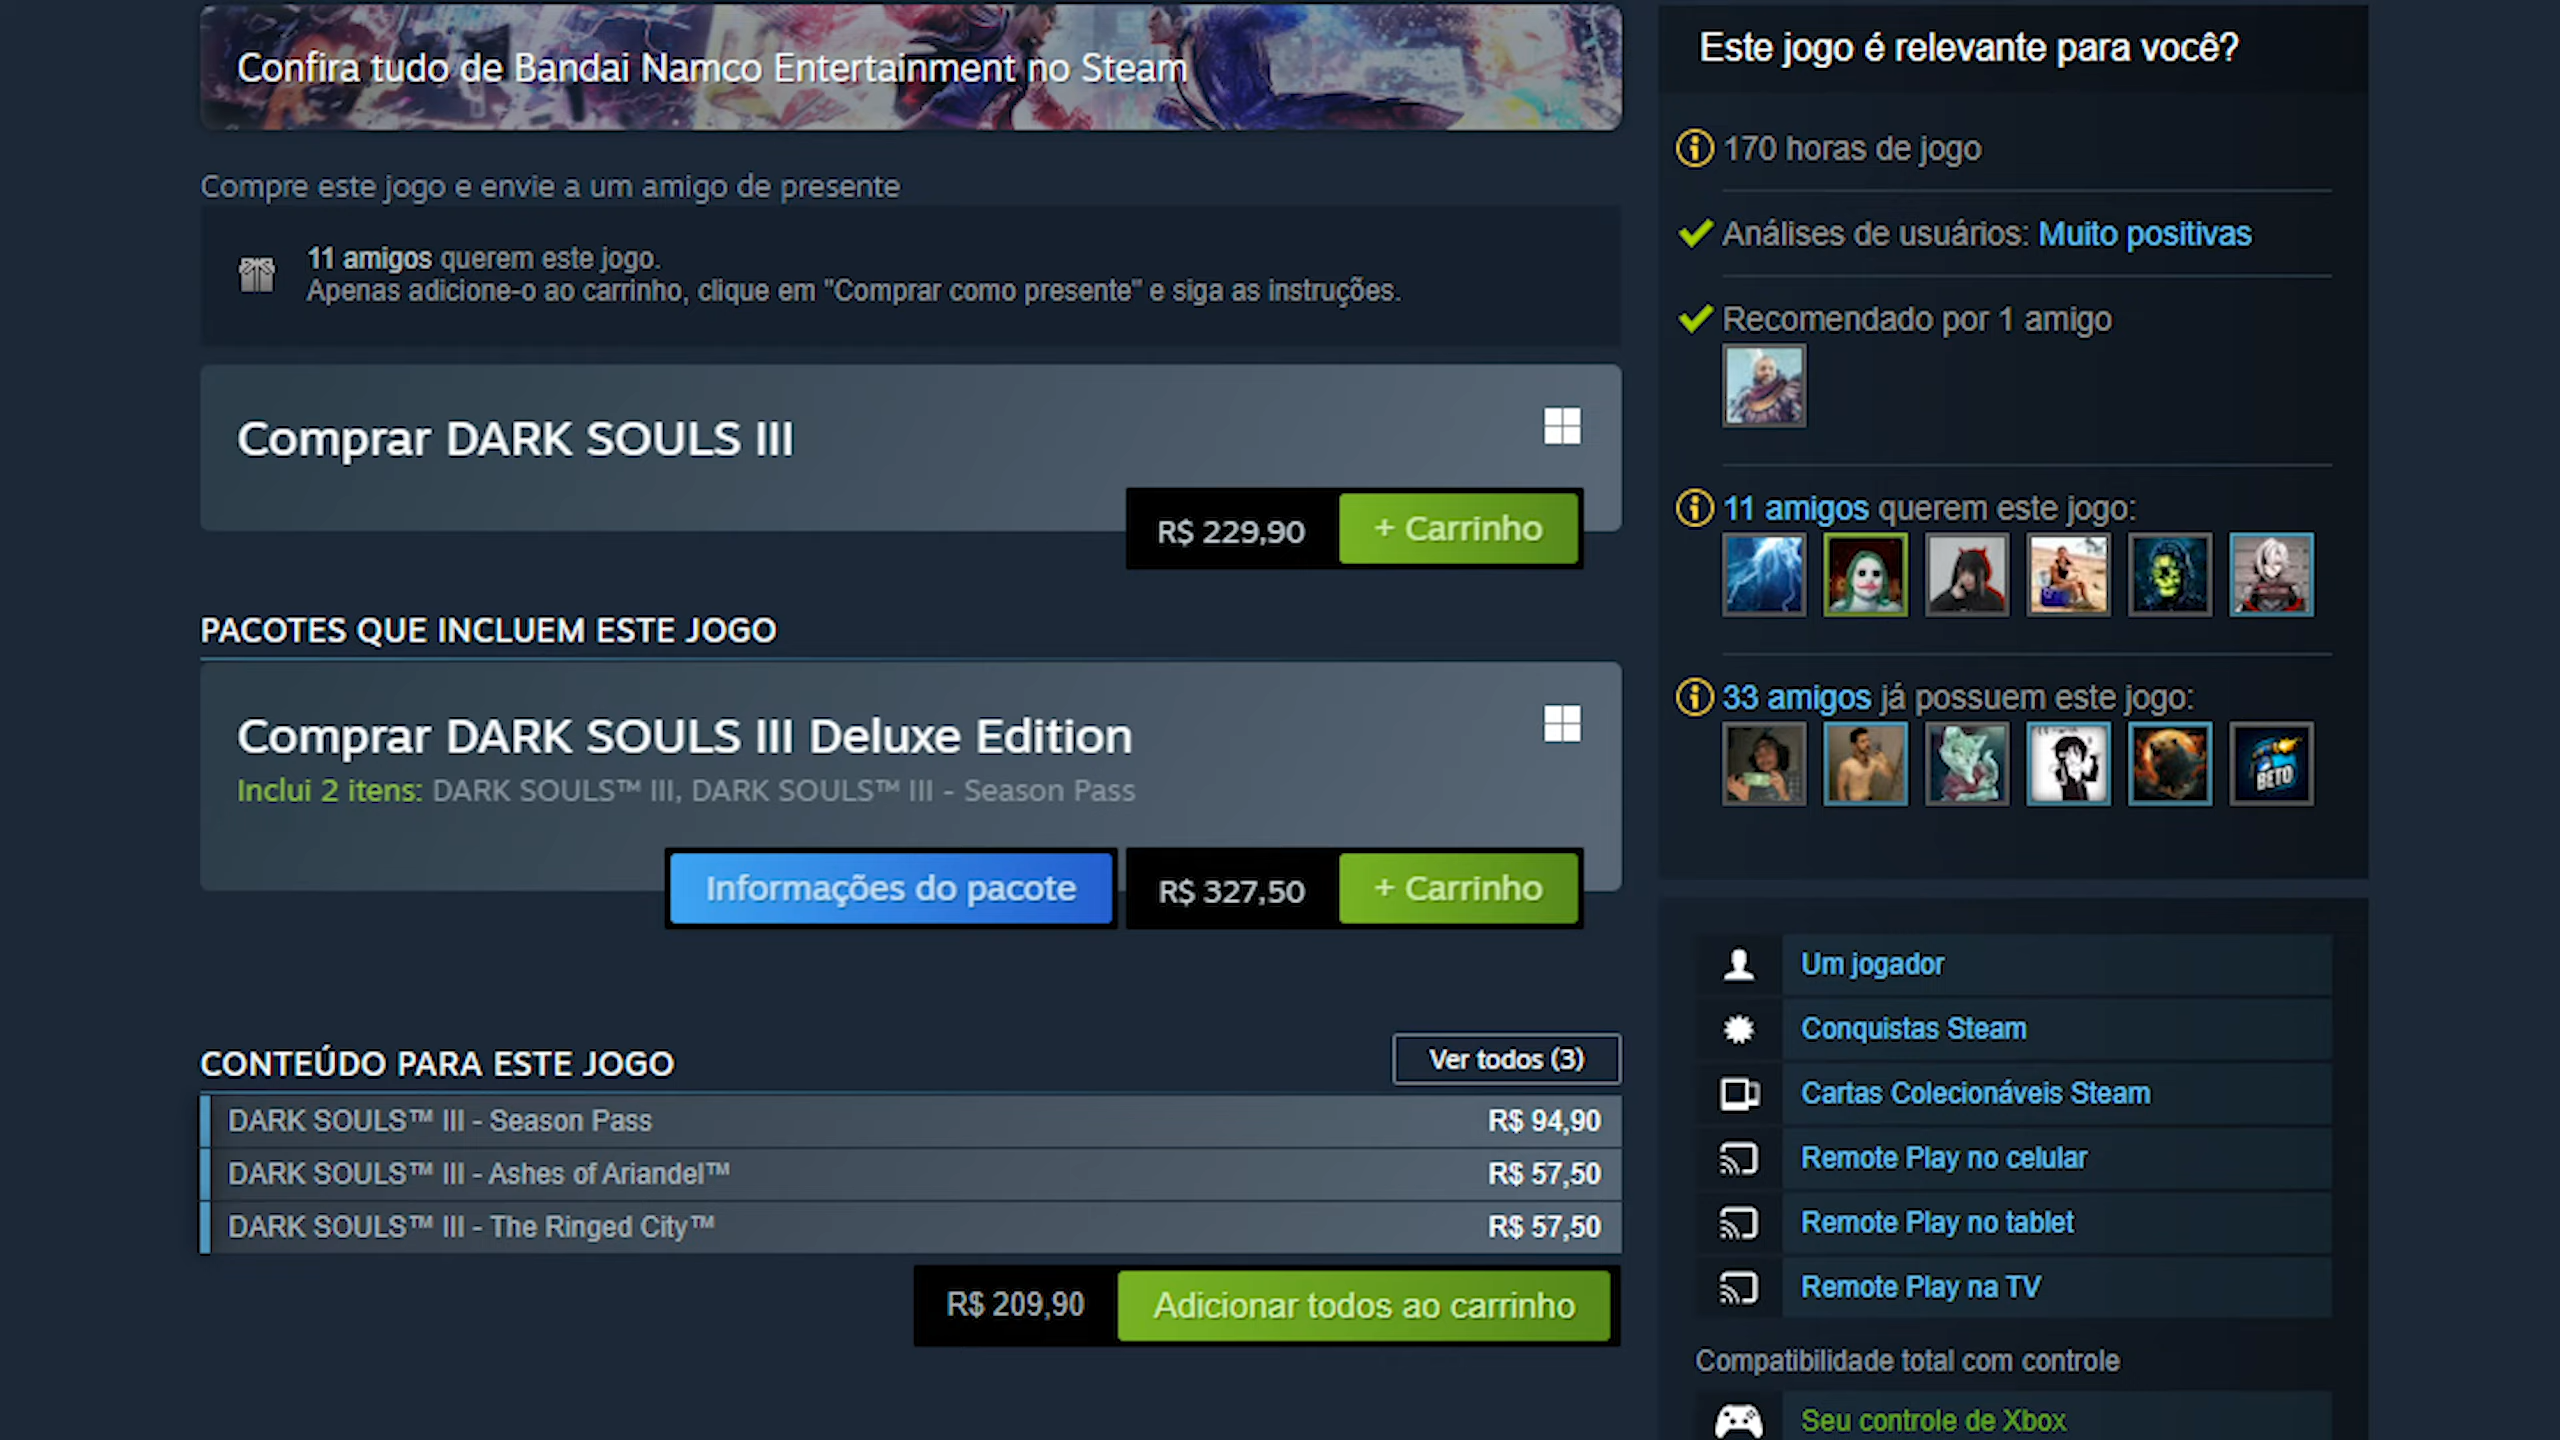 Confira tudo de Bandai Namco Entertainment no Steam
Compre este jogo e envie a um amigo de presente
11 amigos querem este jogo.
Apenas adicione-o ao carrinho, clique em "Comprar como presente" e siga as instruções.
Comprar DARK SOULS III
R$ 229,90
+ Carrinho
PACOTES QUE INCLUEM ESTE JOGO
Comprar DARK SOULS III Deluxe Edition
Inclui 2 itens: DARK SOULS™ III, DARK SOULS™ III - Season Pass
Informações do pacote
R$ 327,50
+ Carrinho
CONTEÚDO PARA ESTE JOGO
Ver todos (3)
DARK SOULS™ III - Season Pass
R$ 94,90
DARK SOULS™ III - Ashes of Ariandel™
R$ 57,50
DARK SOULS™ III - The Ringed City™
R$ 57,50
R$ 209,90
Adicionar todos ao carrinho
Este jogo é relevante para você?
170 horas de jogo
Análises de usuários: Muito positivas
Recomendado por 1 amigo
11 amigos querem este jogo:
33 amigos já possuem este jogo:
BETO
Um jogador
Conquistas Steam
Cartas Colecionáveis Steam
Remote Play no celular
Remote Play no tablet
Remote Play na TV
Compatibilidade total com controle
Seu controle de Xbox